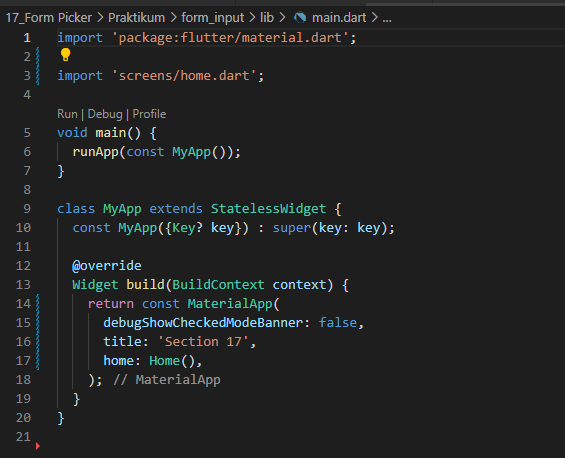 17_Form Picker > Praktikum > form_input > lib > main.dart > ...
1 import 'package:flutter/material.dart';
2
3 import 'screens/home.dart';
4
Run | Debug | Profile
5 void main() {
6   runApp(const MyApp());
7 }
8
9 class MyApp extends StatelessWidget {
10   const MyApp({Key? key}) : super(key: key);
11
12   @override
13   Widget build(BuildContext context) {
14     return const MaterialApp(
15       debugShowCheckedModeBanner: false,
16       title: 'Section 17',
17       home: Home(),
18     ); // MaterialApp
19   }
20 }
21